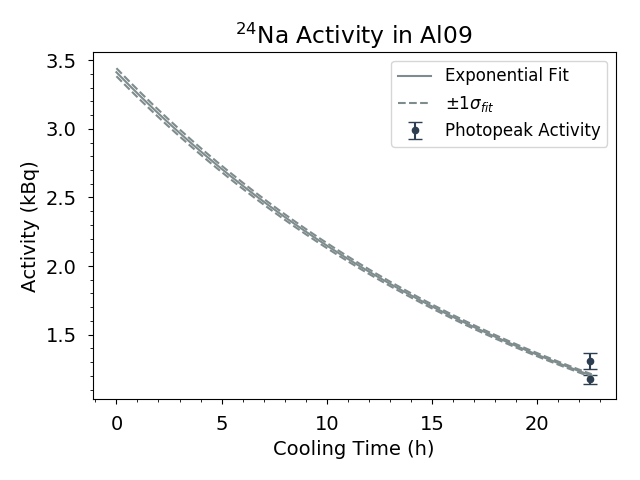 ²⁴Na Activity in Al09
3.5
3.0
2.5
2.0
1.5
Activity (kBq)
Exponential Fit
±1σ_fit
Photopeak Activity
0 5 10 15 20
Cooling Time (h)